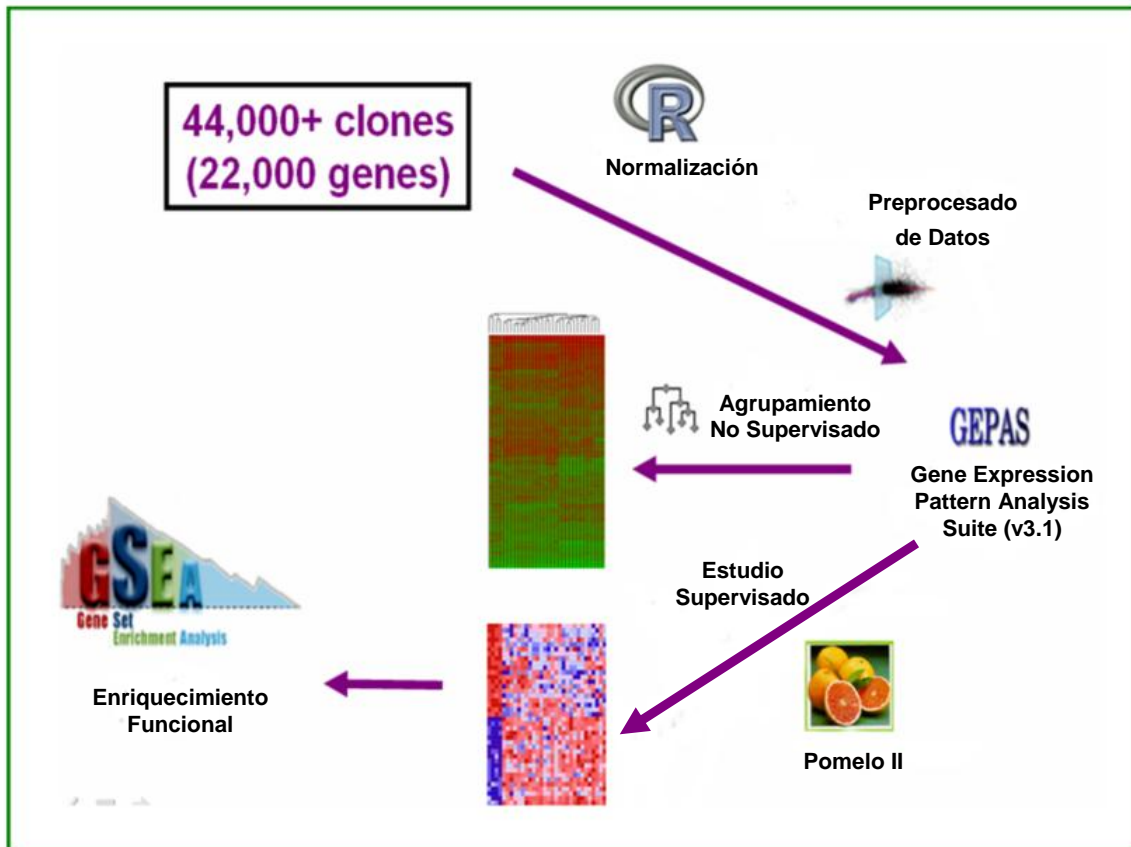 44,000+ clones
(22,000 genes)
R
Normalización
Preprocesado
de Datos
Agrupamiento
No Supervisado
GEPAS
Gene Expression
Pattern Analysis
Suite (v3.1)
Estudio
Supervisado
GSEA
Gene Set
Enrichment Analysis
Enriquecimiento
Funcional
Pomelo II